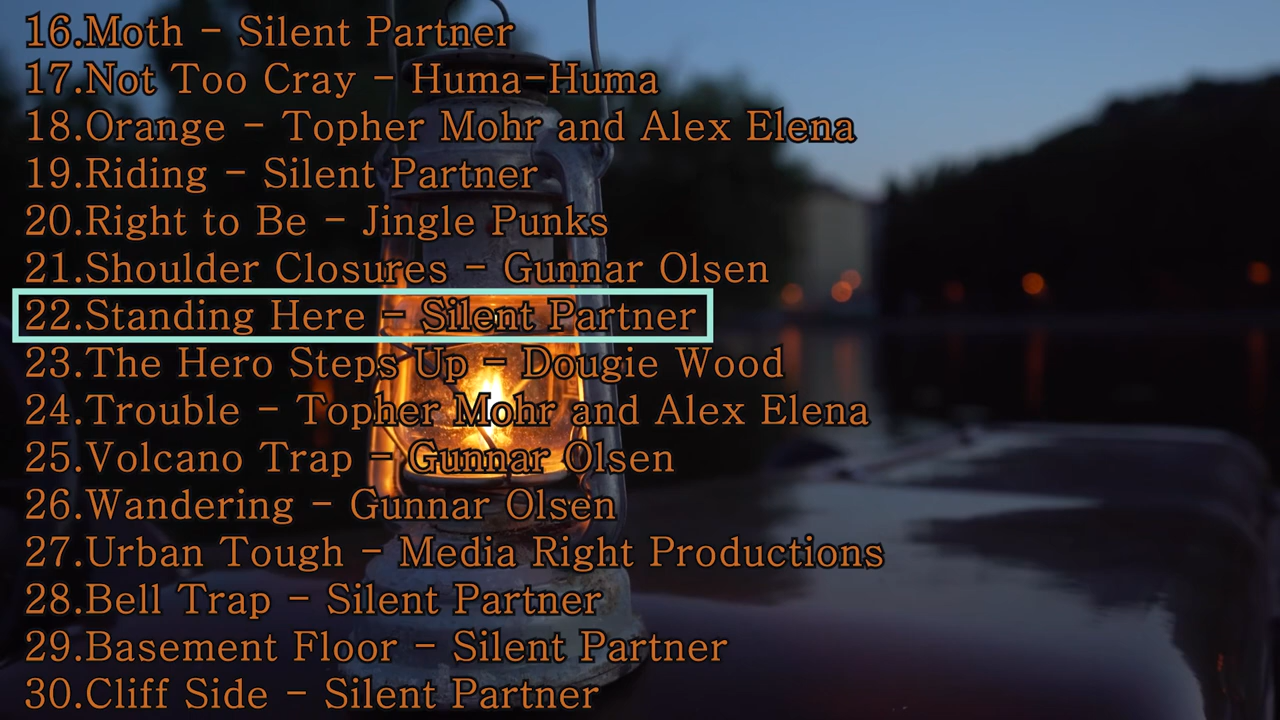 16.Moth - Silent Partner
17.Not Too Cray - Huma-Huma
18.Orange - Topher Mohr and Alex Elena
19.Riding - Silent Partner
20.Right to Be - Jingle Punks
21.Shoulder Closures - Gunnar Olsen
22.Standing Here - Silent Partner
23.The Hero Steps Up - Dougie Wood
24.Trouble - Topher Mohr and Alex Elena
25.Volcano Trap - Gunnar Olsen
26.Wandering - Gunnar Olsen
27.Urban Tough - Media Right Productions
28.Bell Trap - Silent Partner
29.Basement Floor - Silent Partner
30.Cliff Side - Silent Partner